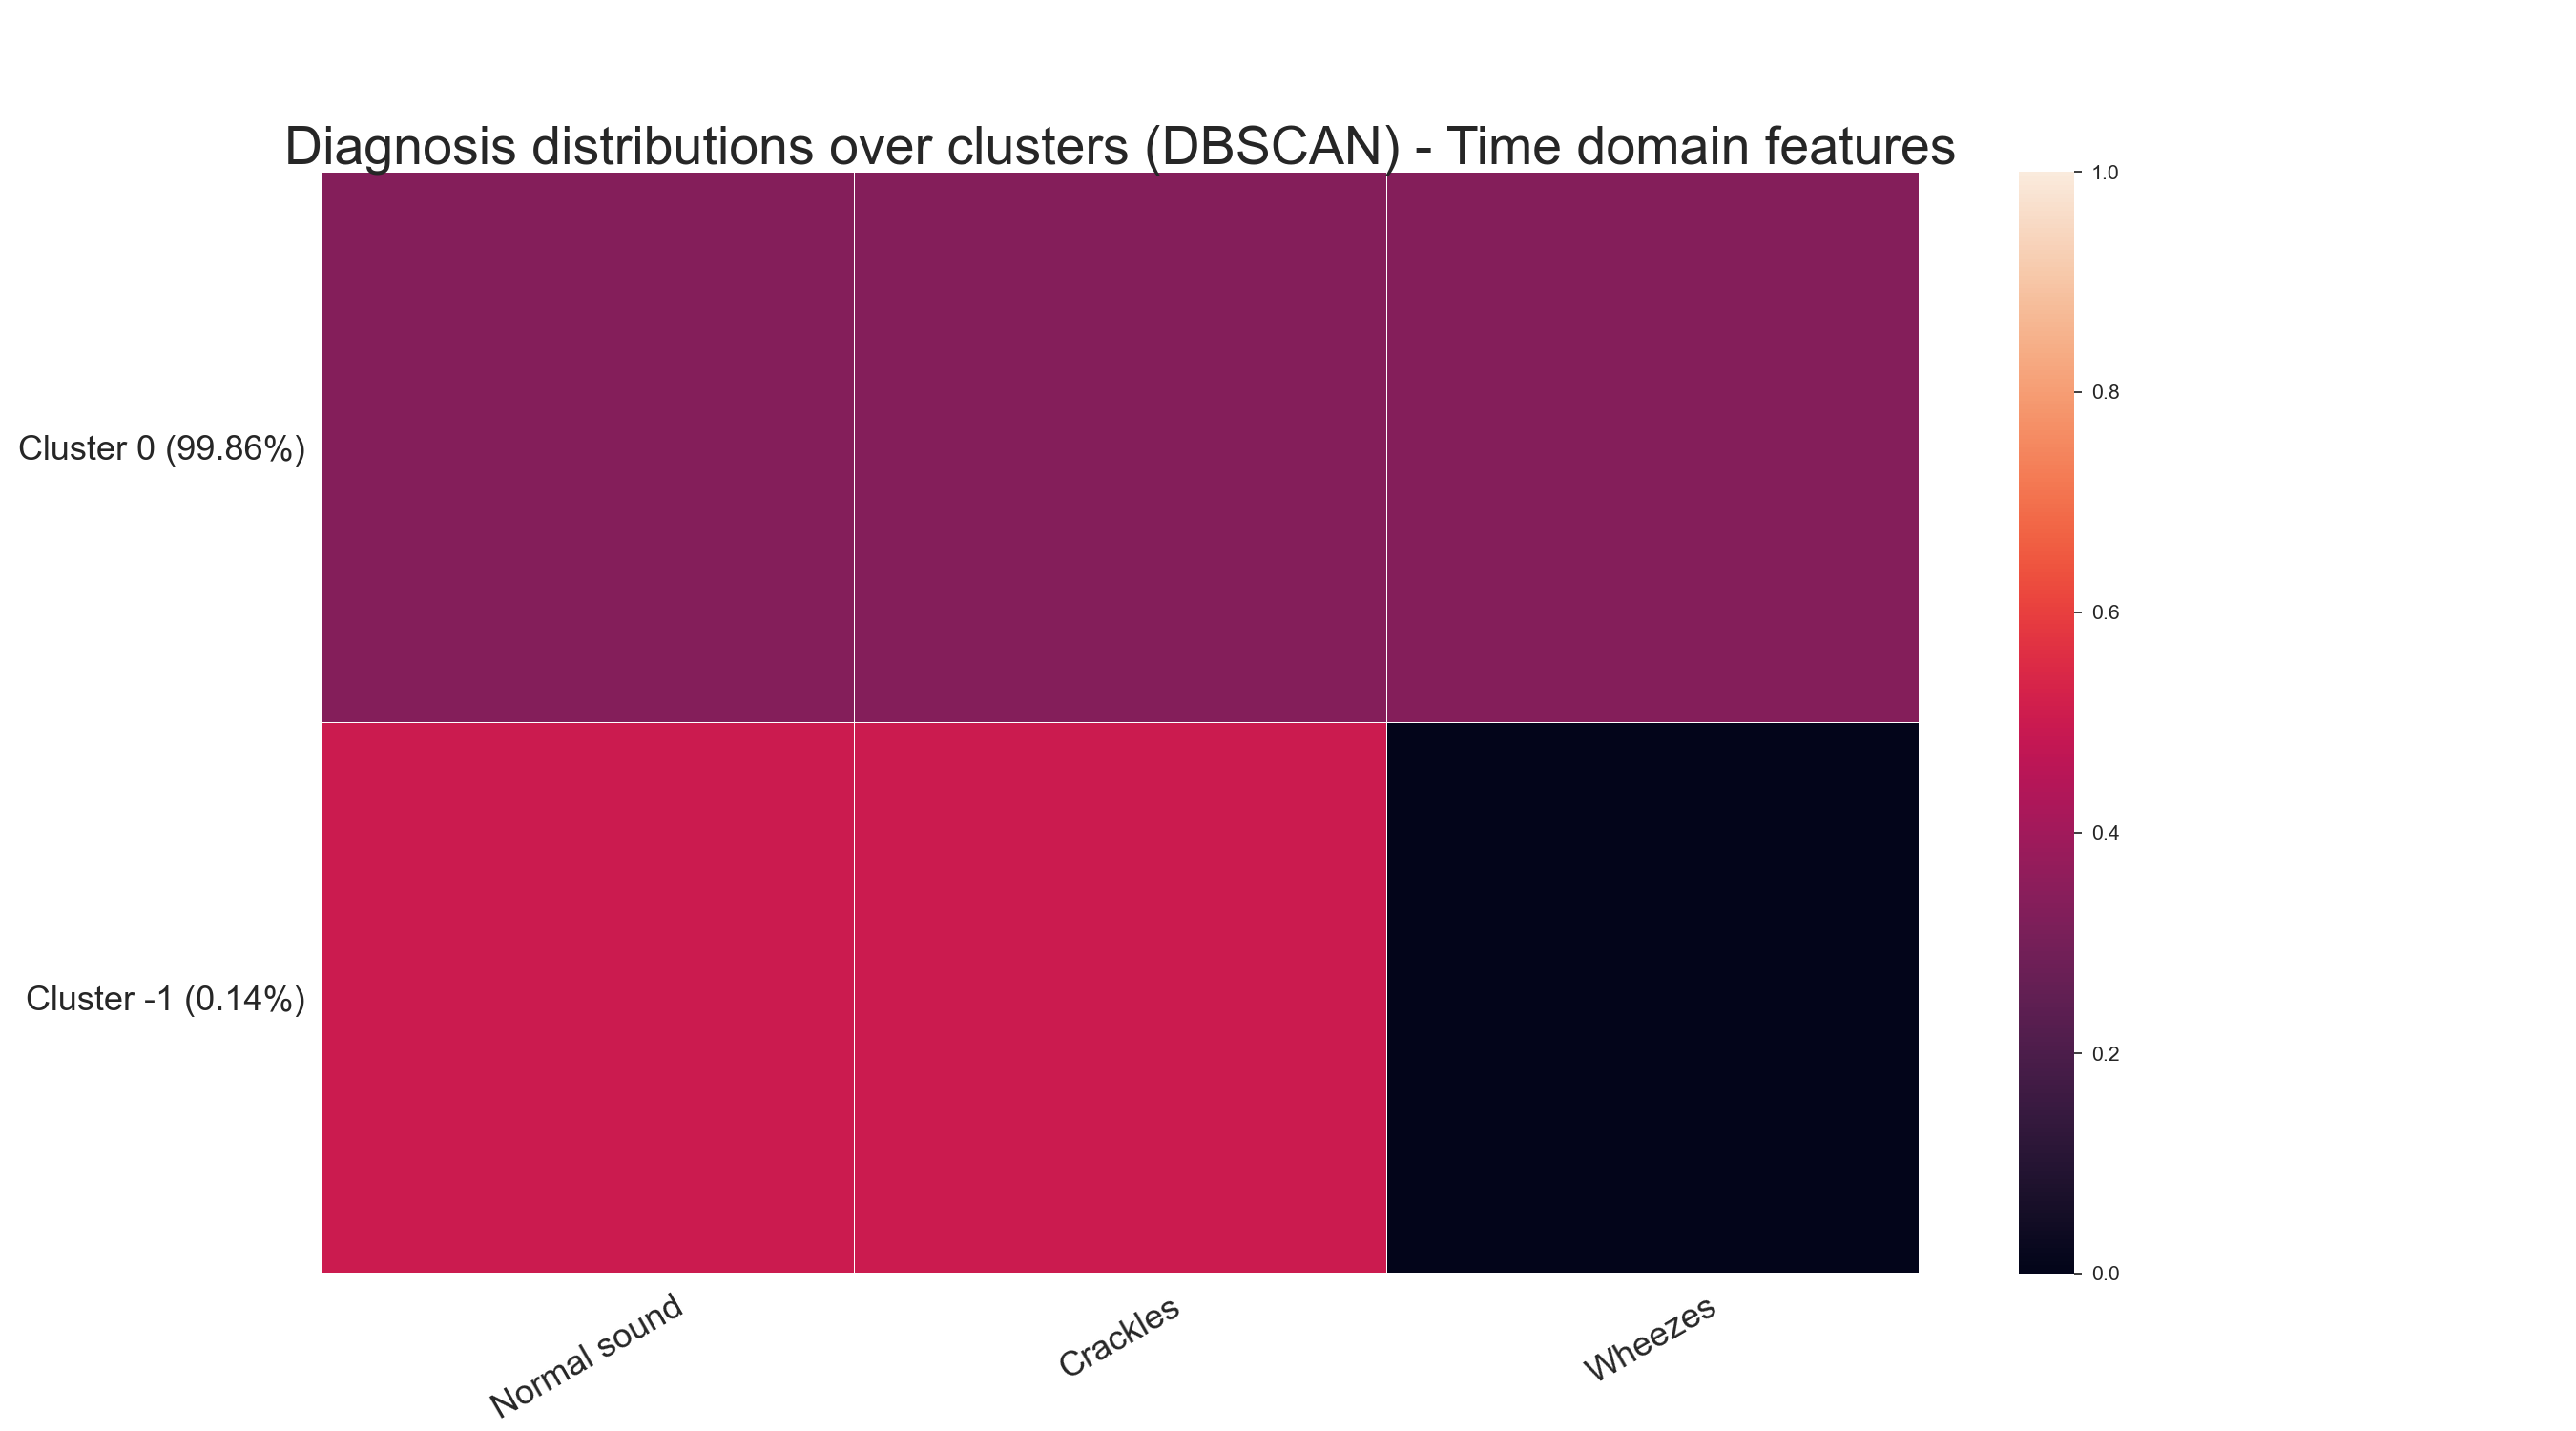 Diagnosis distributions over clusters (DBSCAN) - Time domain features
Cluster 0 (99.86%)
Cluster -1 (0.14%)
Normal sound
Crackles
Wheezes
1.0
0.8
0.6
0.4
0.2
0.0